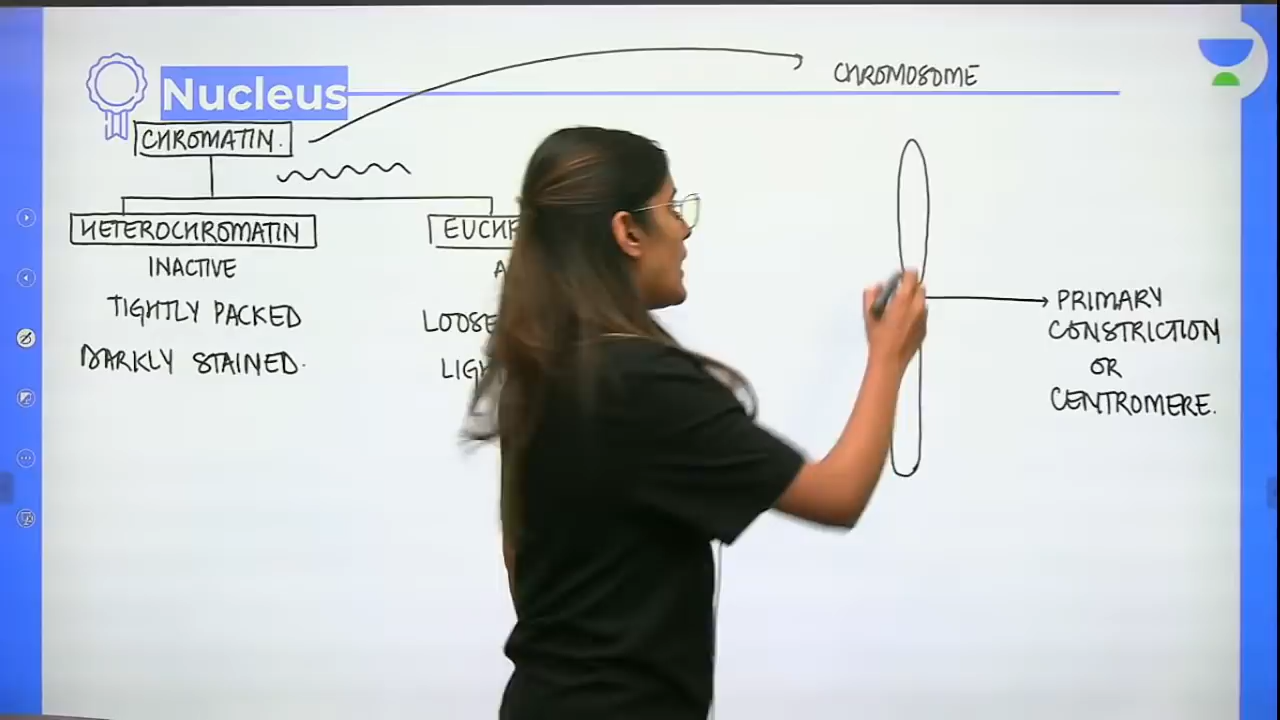 Nucleus
CHROMOSOME
CHROMATIN.
HETEROCHROMATIN
INACTIVE
TIGHTLY PACKED
DARKLY STAINED.
PRIMARY
CONSTRICTION
OR
CENTROMERE.